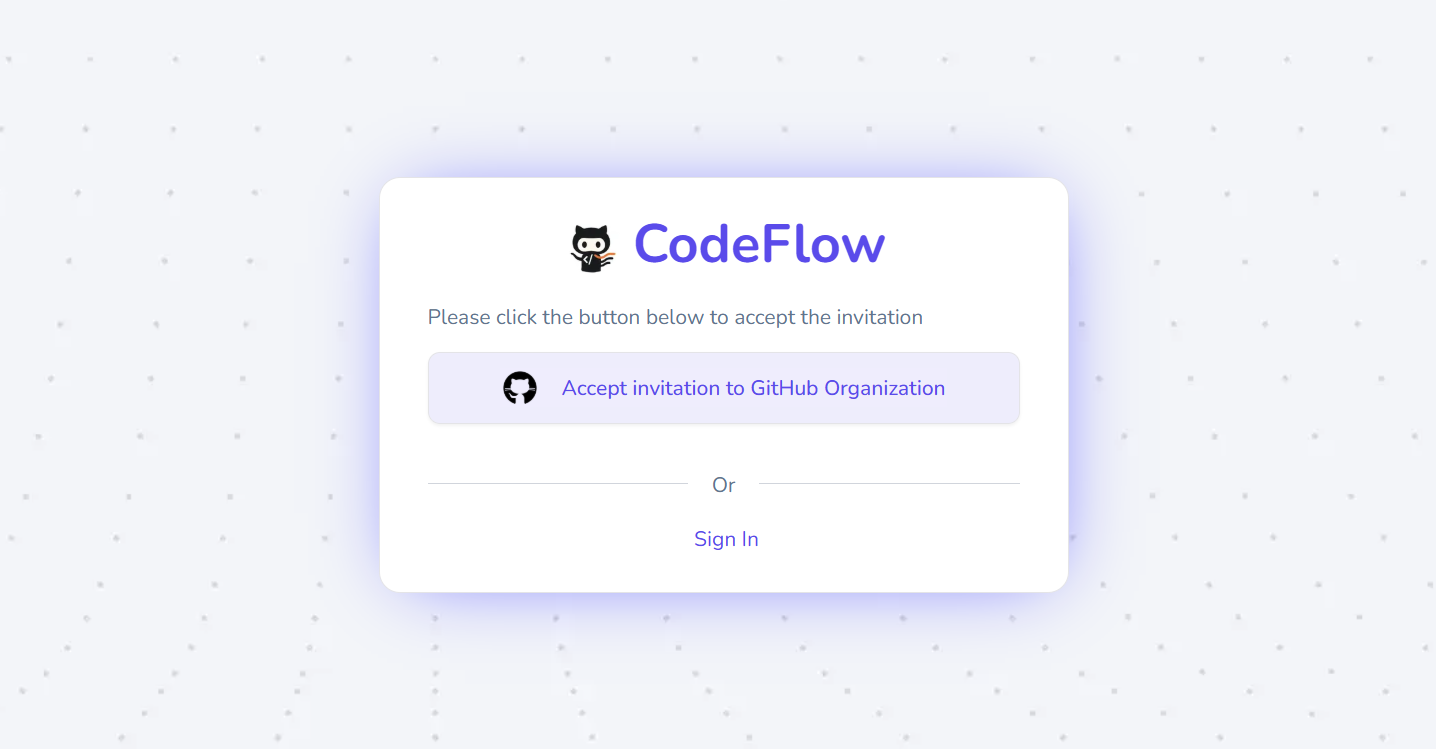 CodeFlow
Please click the button below to accept the invitation
Accept invitation to GitHub Organization
Or
Sign In